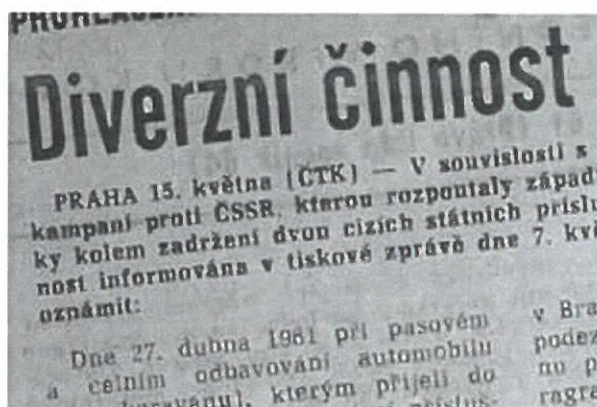 Diverzní činnost
PRAHA 15. května (ČTK) — V souvislosti s
kampaní proti ČSSR, kterou rozpoutaly západ
ky kolem zadržení dvou cizích státních příslu
nost informována v tiskové zprávě dne 7. kvě
oznámit:
Dne 27. dubna 1981 při pasovém
a celním odbavování automobilu
kterým přijeli do
v Bra
podez
no p
ragra